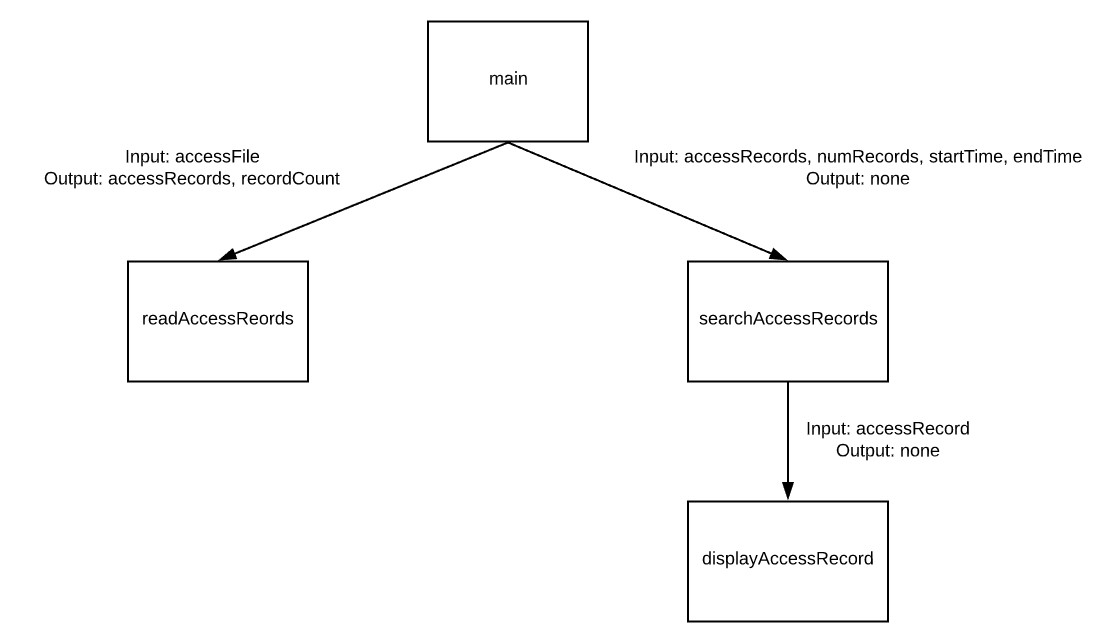 main
Input: accessFile
Output: accessRecords, recordCount
Input: accessRecords, numRecords, startTime, endTime
Output: none
readAccessReords
searchAccessRecords
Input: accessRecord
Output: none
displayAccessRecord